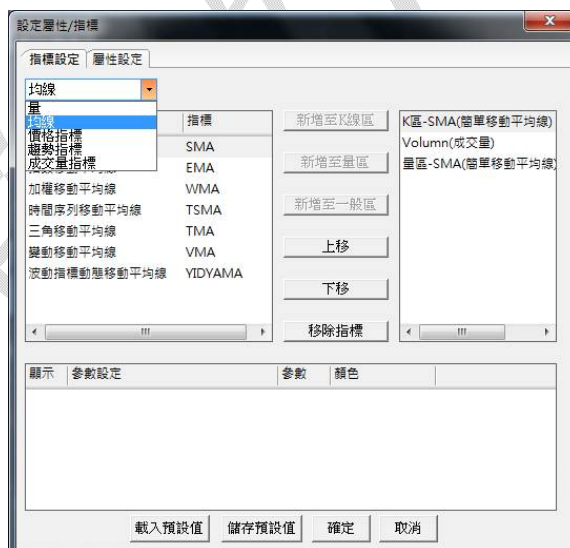 設定屬性/指標
指標設定 屬性設定
均線
量
均線
價格指標
趨勢指標
成交量指標
指標
SMA
EMA
加權移動平均線 WMA
時間序列移動平均線 TSMA
三角移動平均線 TMA
變動移動平均線 VMA
波動指標動態移動平均線 YIDYAMA
新增至K線區
新增至量區
新增至一般區
上移
下移
移除指標
K區-SMA(簡單移動平均線)
Volumn(成交量)
量區-SMA(簡單移動平均線)
顯示 參數設定 參數 顏色
載入預設值 儲存預設值 確定 取消